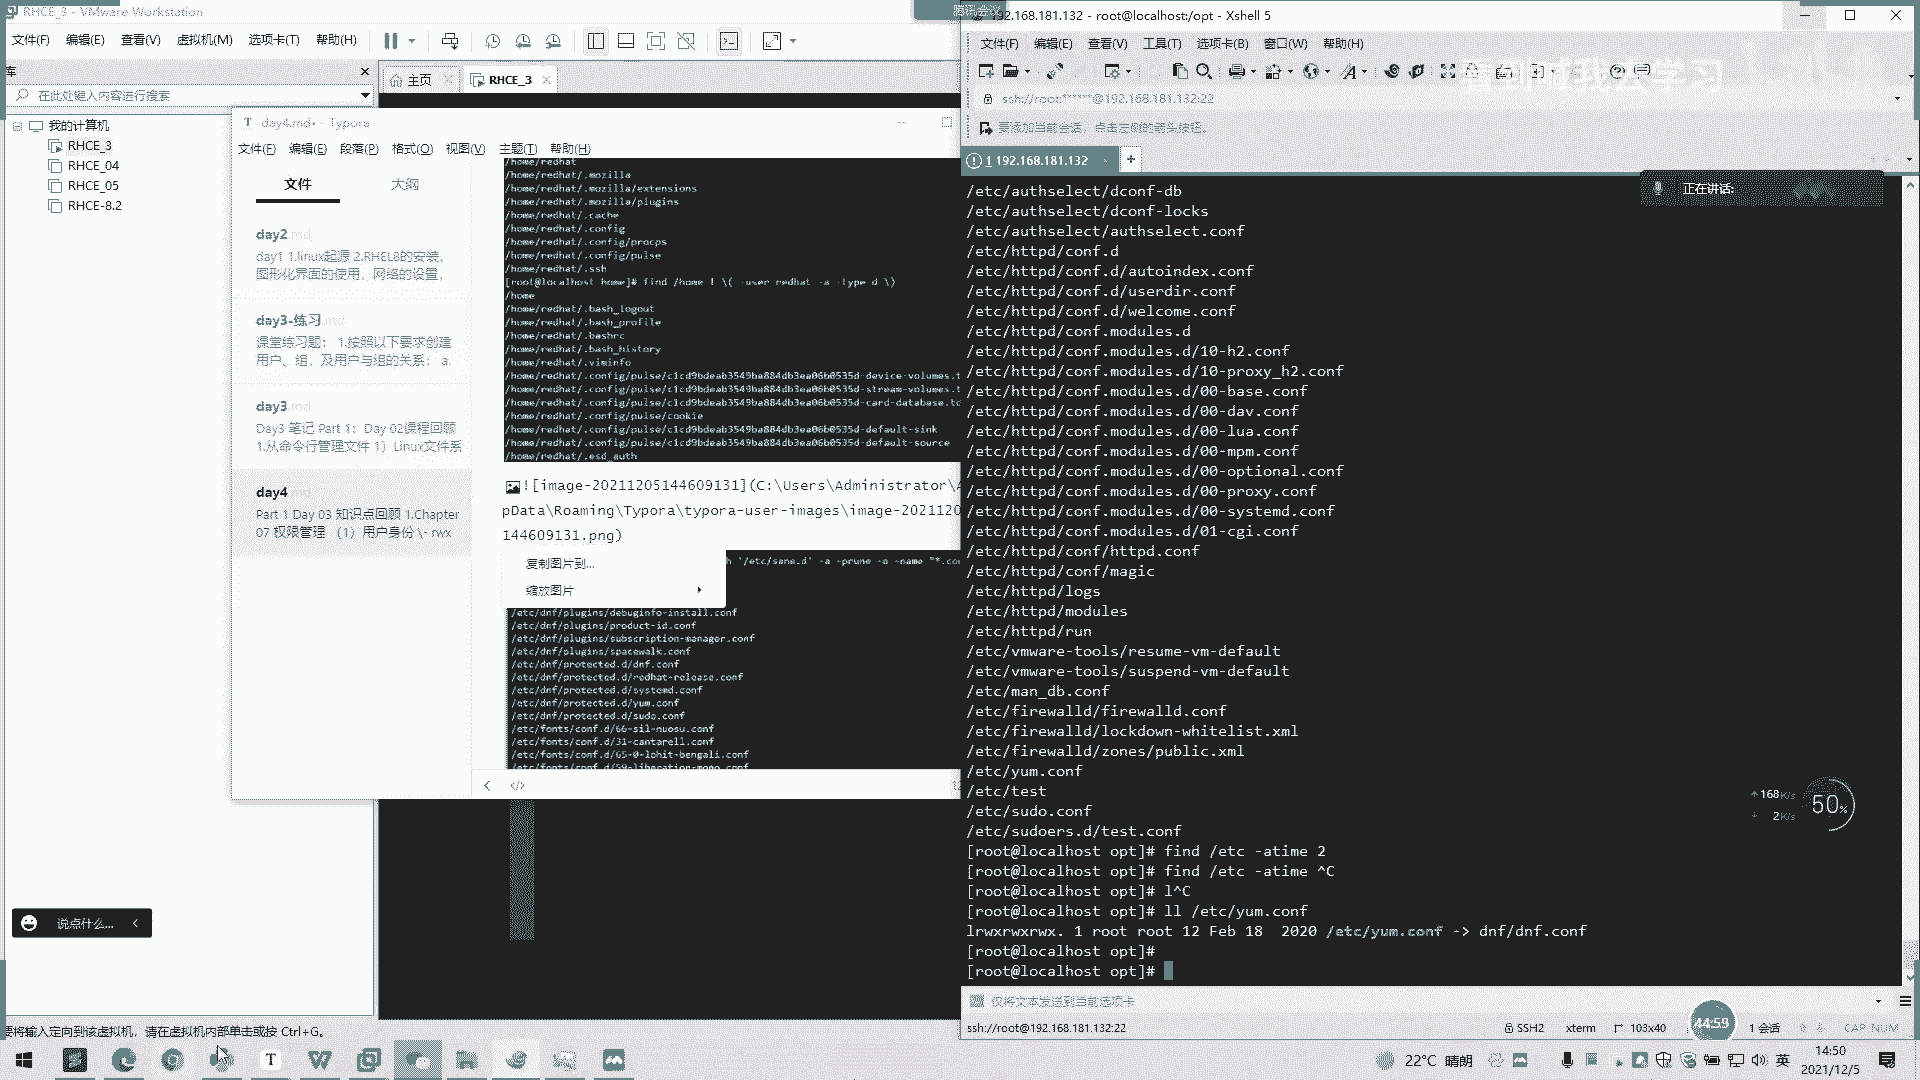 RHCE_3 - VMware Workstation
文件(F) 编辑(E) 查看(V) 虚拟机(M) 选项卡(T) 帮助(H)
库
在此处键入内容进行搜索
我的计算机
RHCE_3
RHCE_04
RHCE_05
RHCE-8.2
主页
RHCE_3
day4.md• - Typora
文件(F) 编辑(E) 段落(P) 格式(O) 视图(V) 主题(T) 帮助(H)
文件 大纲
day2.md
day1 1.linux起源 2.RHEL8的安装,
图形化界面的使用, 网络的设置,
day3-练习.md
课堂练习题: 1.按照以下要求创建
用户、组, 及用户与组的关系; a.
day3.md
Day3 笔记 Part 1: Day 02课程回顾
1.从命令行管理文件 1) Linux文件系
day4.md
Part 1 Day 03 知识点回顾 1.Chapter
07 权限管理 (1) 用户身份 \- rwx
/home/redhat
/home/redhat/.mozilla
/home/redhat/.mozilla/extensions
/home/redhat/.mozilla/plugins
/home/redhat/.cache
/home/redhat/.config
/home/redhat/.config/procps
/home/redhat/.config/pulse
/home/redhat/.ssh
[root@localhost home]# find /home ! \( -user redhat -a -type d \)
/home
/home/redhat/.bash_logout
/home/redhat/.bash_profile
/home/redhat/.bashrc
/home/redhat/.bash_history
/home/redhat/.viminfo
/home/redhat/.config/pulse/c1cd9bdeab3549ba884db3ea06b0535d-device-volumes.t
/home/redhat/.config/pulse/c1cd9bdeab3549ba884db3ea06b0535d-stream-volumes.t
/home/redhat/.config/pulse/c1cd9bdeab3549ba884db3ea06b0535d-card-database.td
/home/redhat/.config/pulse/cookie
/home/redhat/.config/pulse/c1cd9bdeab3549ba884db3ea06b0535d-default-sink
/home/redhat/.config/pulse/c1cd9bdeab3549ba884db3ea06b0535d-default-source
/home/redhat/.esd_auth
![image-20211205144609131](C:\Users\Administrator\A
pData\Roaming\Typora\typora-user-images\image-202112
144609131.png)
复制图片到...
缩放图片
h '/etc/sane.d' -a -prune -o -name "*.co
/etc/dnf/plugins/debuginfo-install.conf
/etc/dnf/plugins/product-id.conf
/etc/dnf/plugins/subscription-manager.conf
/etc/dnf/plugins/spacewalk.conf
/etc/dnf/protected.d/dnf.conf
/etc/dnf/protected.d/redhat-release.conf
/etc/dnf/protected.d/systemd.conf
/etc/dnf/protected.d/yum.conf
/etc/dnf/protected.d/sudo.conf
/etc/fonts/conf.d/66-sil-nuosu.conf
/etc/fonts/conf.d/31-cantarell.conf
/etc/fonts/conf.d/65-0-lohit-bengali.conf
/etc/fonts/conf.d/59-liberation-mono.conf
说点什么...
要将输入定向到该虚拟机, 请在虚拟机内部单击或按 Ctrl+G。
腾讯会议
192.168.181.132 - root@localhost:/opt - Xshell 5
文件(F) 编辑(E) 查看(V) 工具(T) 选项卡(B) 窗口(W) 帮助(H)
看到喊我去学习
ssh://root:******@192.168.181.132:22
要添加当前会话, 点击左侧的箭头按钮。
1 192.168.181.132
正在讲话:
/etc/authselect/dconf-db
/etc/authselect/dconf-locks
/etc/authselect/authselect.conf
/etc/httpd/conf.d
/etc/httpd/conf.d/autoindex.conf
/etc/httpd/conf.d/userdir.conf
/etc/httpd/conf.d/welcome.conf
/etc/httpd/conf.modules.d
/etc/httpd/conf.modules.d/10-h2.conf
/etc/httpd/conf.modules.d/10-proxy_h2.conf
/etc/httpd/conf.modules.d/00-base.conf
/etc/httpd/conf.modules.d/00-dav.conf
/etc/httpd/conf.modules.d/00-lua.conf
/etc/httpd/conf.modules.d/00-mpm.conf
/etc/httpd/conf.modules.d/00-optional.conf
/etc/httpd/conf.modules.d/00-proxy.conf
/etc/httpd/conf.modules.d/00-systemd.conf
/etc/httpd/conf.modules.d/01-cgi.conf
/etc/httpd/conf/httpd.conf
/etc/httpd/conf/magic
/etc/httpd/logs
/etc/httpd/modules
/etc/httpd/run
/etc/vmware-tools/resume-vm-default
/etc/vmware-tools/suspend-vm-default
/etc/man_db.conf
/etc/firewalld/firewalld.conf
/etc/firewalld/lockdown-whitelist.xml
/etc/firewalld/zones/public.xml
/etc/yum.conf
/etc/test
/etc/sudo.conf
/etc/sudoers.d/test.conf
[root@localhost opt]# find /etc -atime 2
[root@localhost opt]# find /etc -atime ^C
[root@localhost opt]# l^C
[root@localhost opt]# ll /etc/yum.conf
lrwxrwxrwx. 1 root root 12 Feb 18  2020 /etc/yum.conf -> dnf/dnf.conf
[root@localhost opt]#
[root@localhost opt]#
168K/s
2K/s
50%
仅将文本发送到当前选项卡
ssh://root@192.168.181.132:22 SSH2 xterm 103x40 44:59 1 会话 CAP NUM
22°C 晴朗 英 14:50
2021/12/5